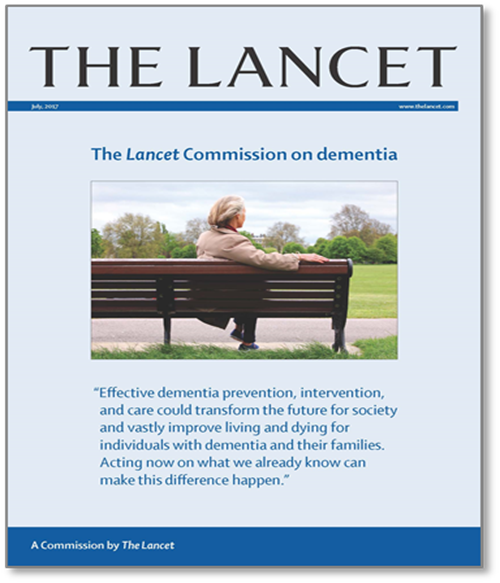 THE LANCET
July, 2017 www.thelancet.com
The Lancet Commission on dementia
“Effective dementia prevention, intervention,
and care could transform the future for society
and vastly improve living and dying for
individuals with dementia and their families.
Acting now on what we already know can
make this difference happen.”
A Commission by The Lancet